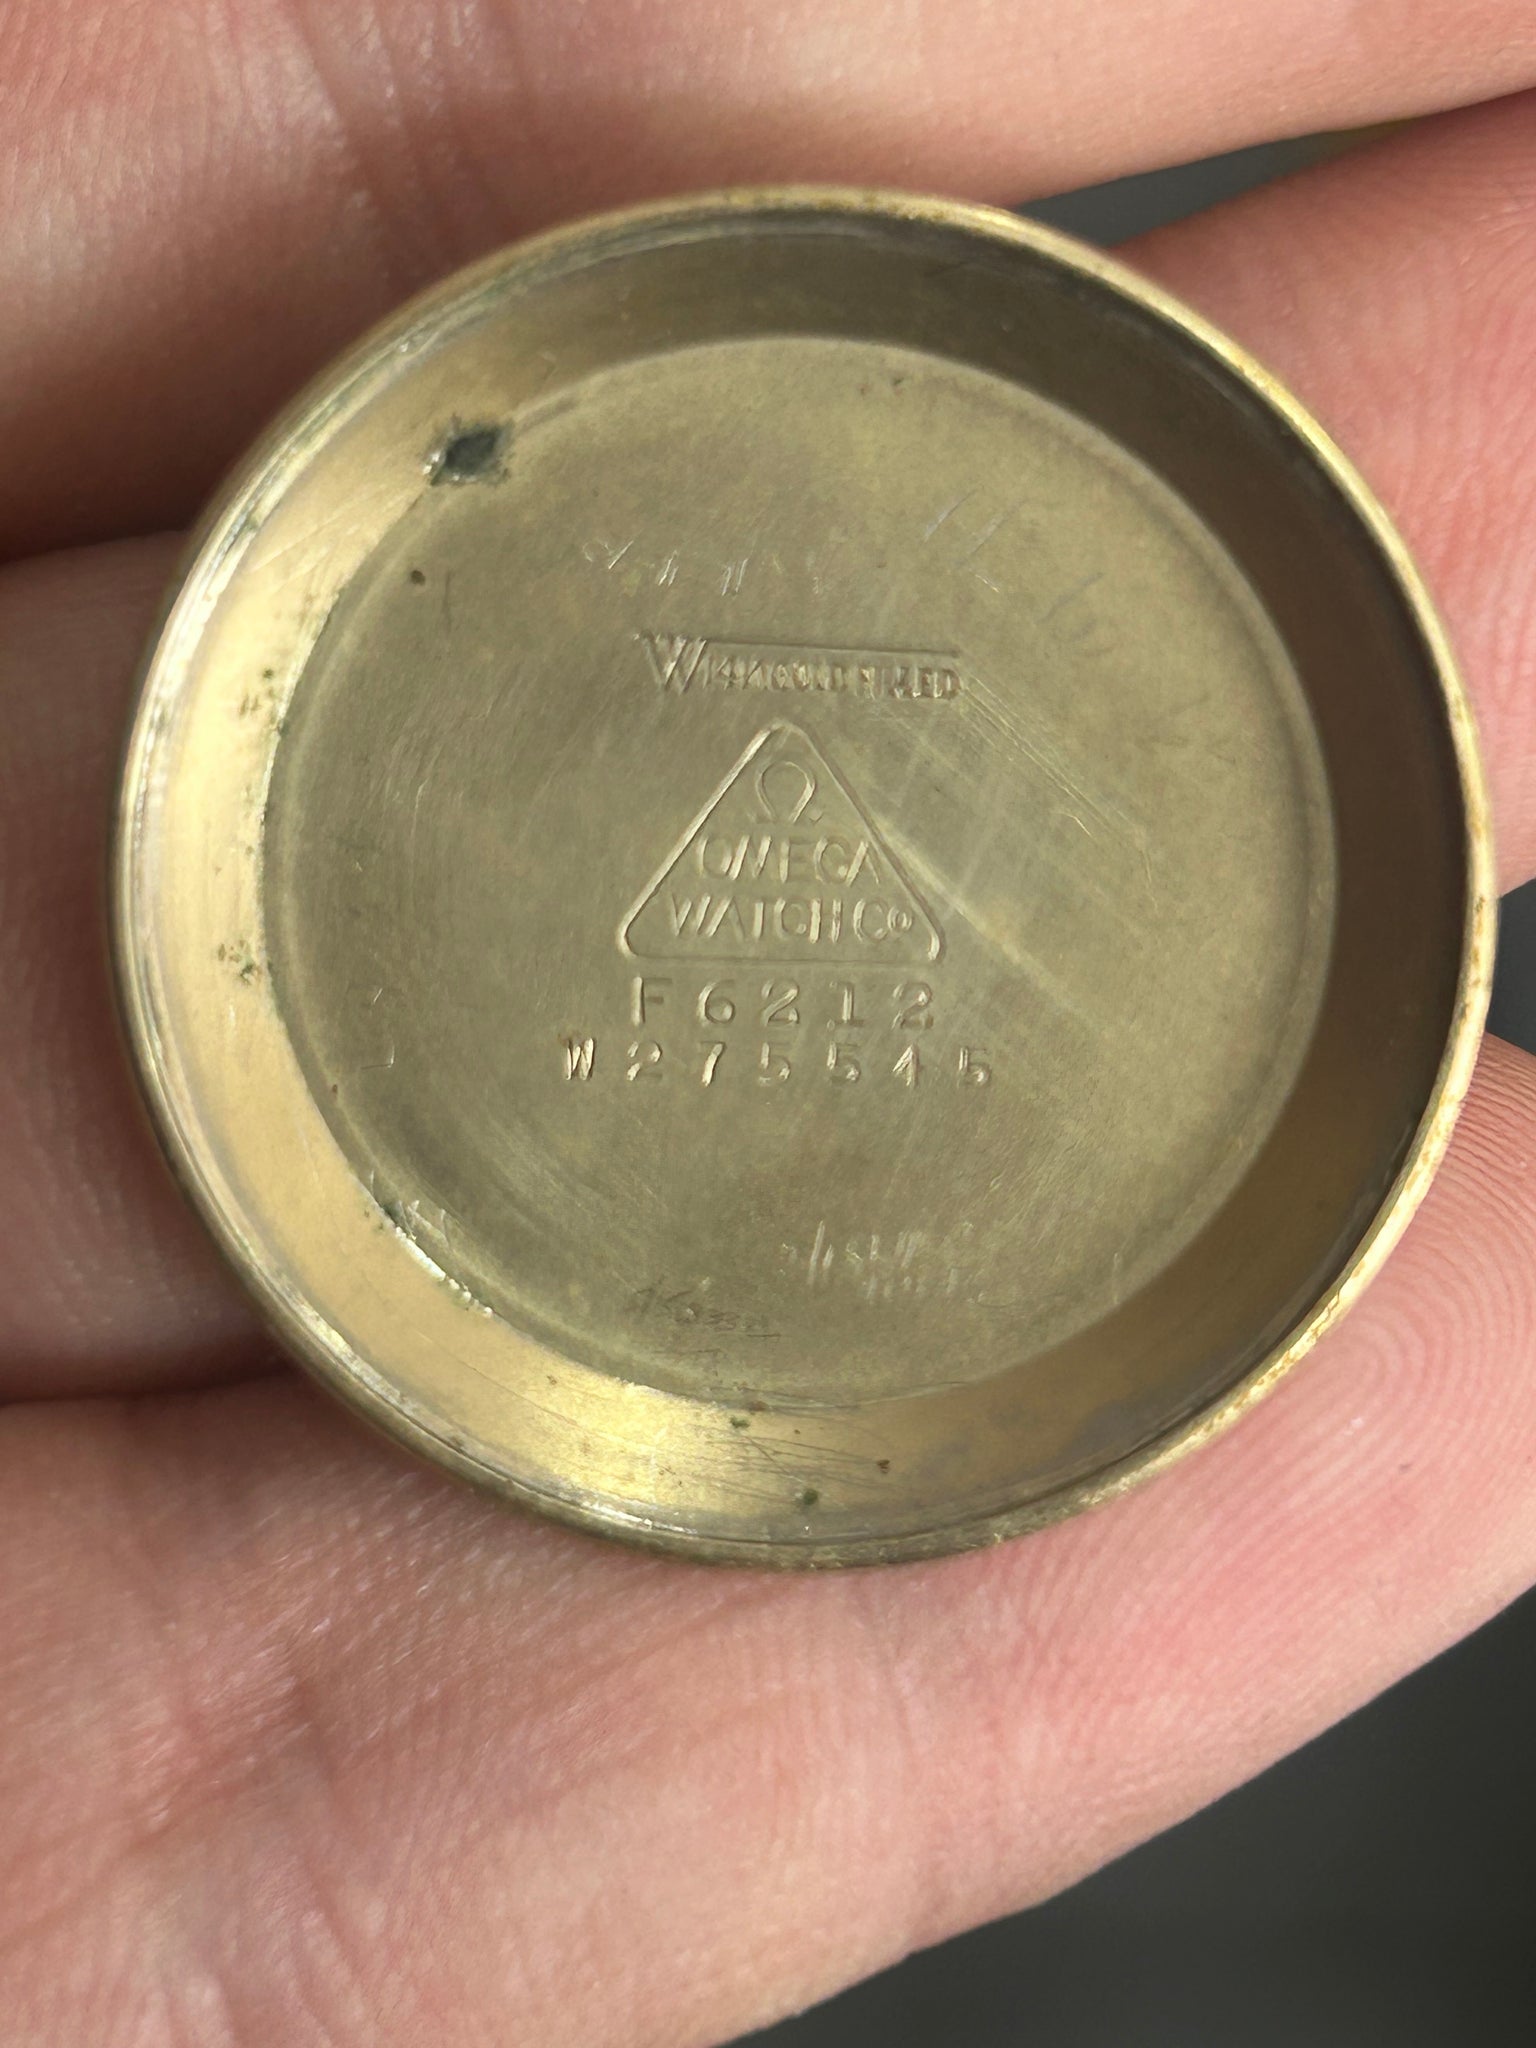 W 14K GOLD FILLED
Ω
OMEGA
WATCH Co
F6212
W275545